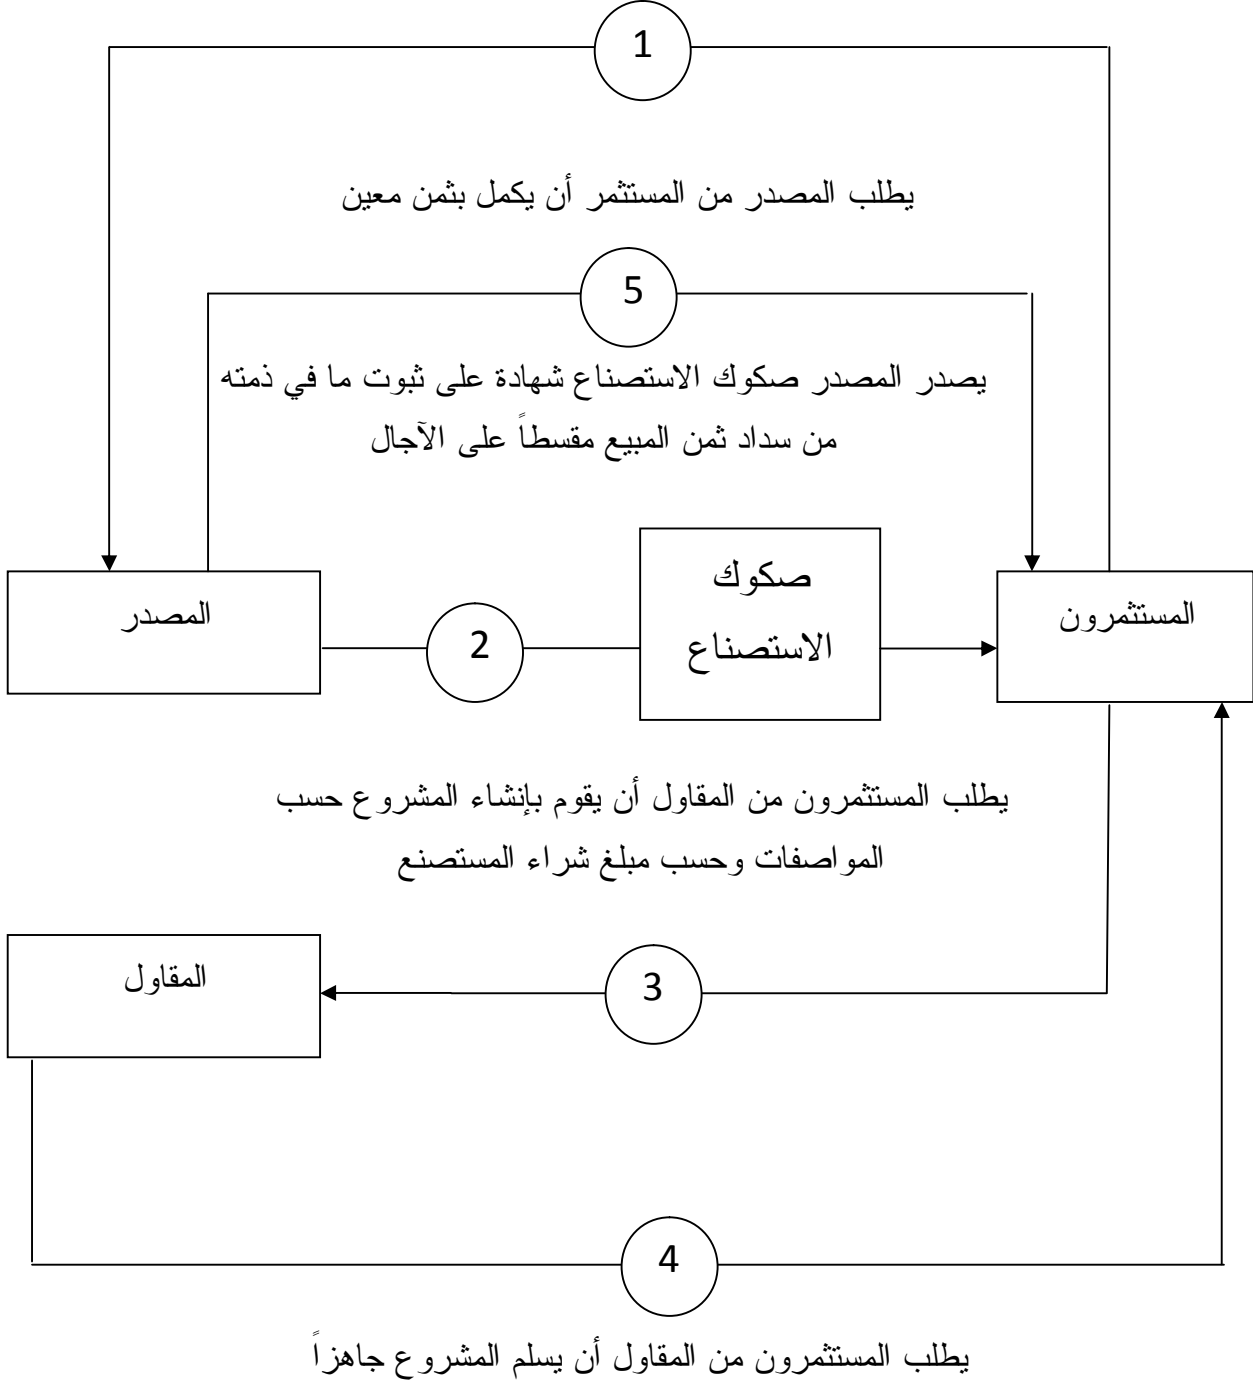 1
يطلب المصدر من المستثمر أن يكمل بثمن معين
5
يصدر المصدر صكوك الاستصناع شهادة على ثبوت ما في ذمته
من سداد ثمن المبيع مقسطاً على الآجال
المستثمرون
صكوك
الاستصناع
2
المصدر
يطلب المستثمرون من المقاول أن يقوم بإنشاء المشروع حسب
المواصفات وحسب مبلغ شراء المستصنع
3
المقاول
4
يطلب المستثمرون من المقاول أن يسلم المشروع جاهزاً